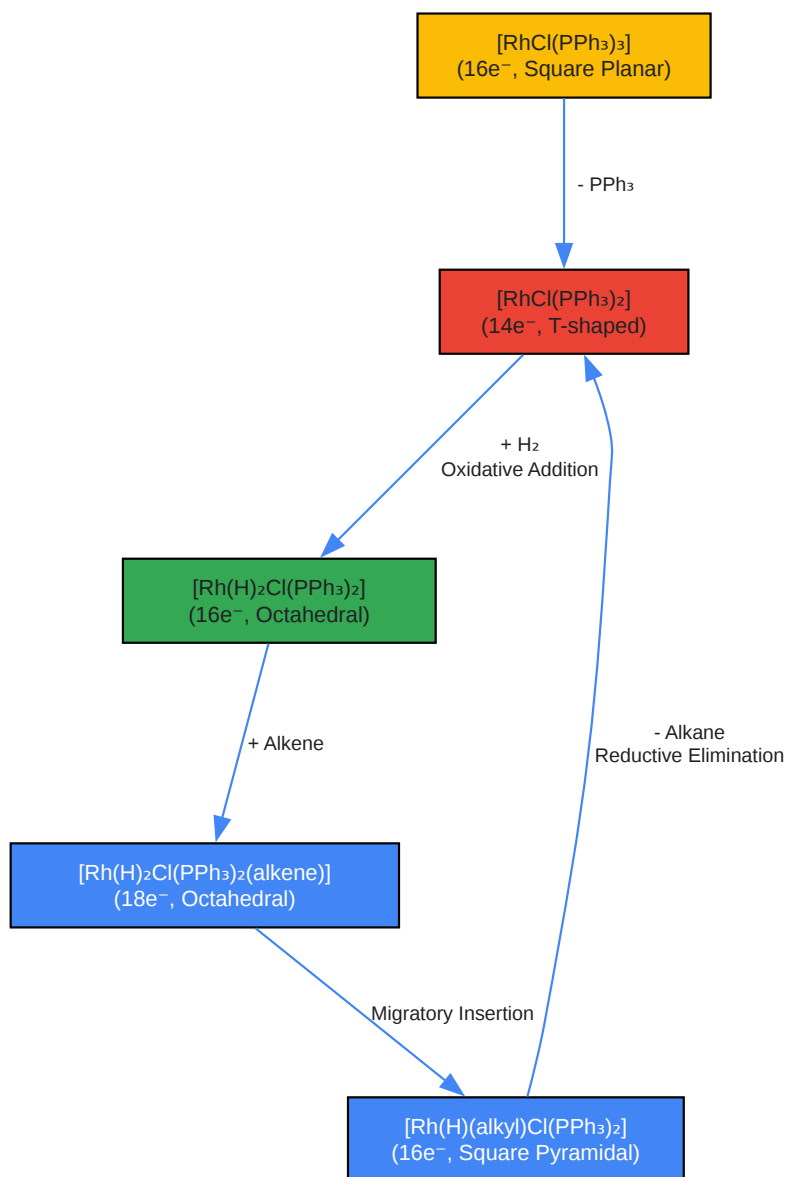 [RhCl(PPh₃)₃]
(16e⁻, Square Planar)
- PPh₃
[RhCl(PPh₃)₂]
(14e⁻, T-shaped)
+ H₂
Oxidative Addition
[Rh(H)₂Cl(PPh₃)₂]
(16e⁻, Octahedral)
- Alkane
Reductive Elimination
+ Alkene
[Rh(H)₂Cl(PPh₃)₂(alkene)]
(18e⁻, Octahedral)
Migratory Insertion
[Rh(H)(alkyl)Cl(PPh₃)₂]
(16e⁻, Square Pyramidal)